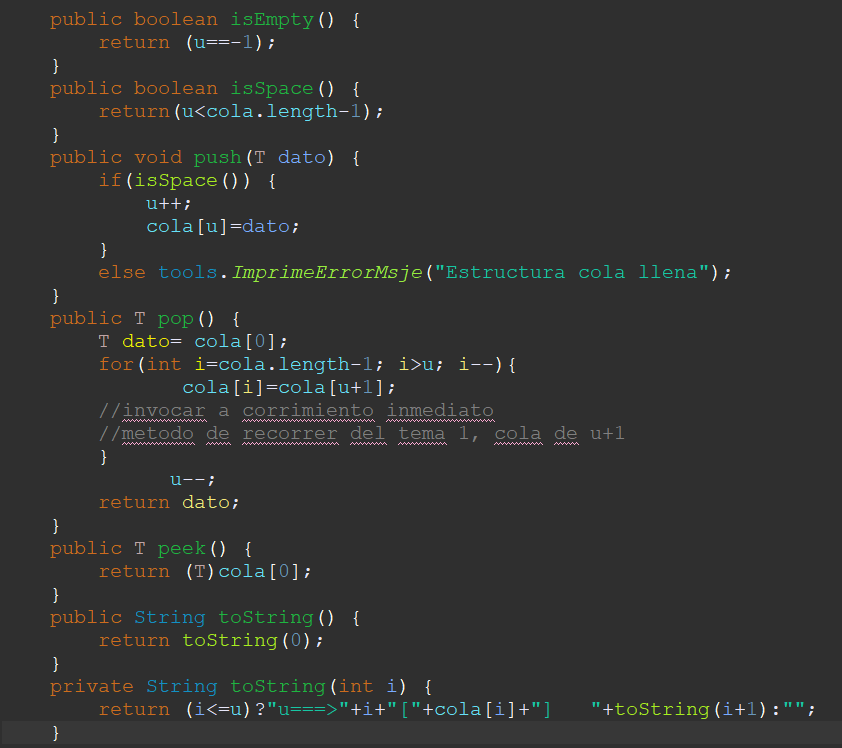 public boolean isEmpty() {
return (u==-1);
}
public boolean isSpace() {
return(u<cola.length-1);
}
public void push(T dato) {
if(isSpace()) {
u++;
cola[u]=dato;
}
else tools.ImprimeErrorMsje("Estructura cola llena");
}
public T pop() {
T dato= cola[0];
for(int i=cola.length-1; i>u; i--){
cola[i]=cola[u+1];
//invocar a corrimiento inmediato
//metodo de recorrer del tema 1, cola de u+1
}
u--;
return dato;
}
public T peek() {
return (T)cola[0];
}
public String toString() {
return toString(0);
}
private String toString(int i) {
return (i<=u)?"u===>"+i+"["+cola[i]+"]   "+toString(i+1):"";
}